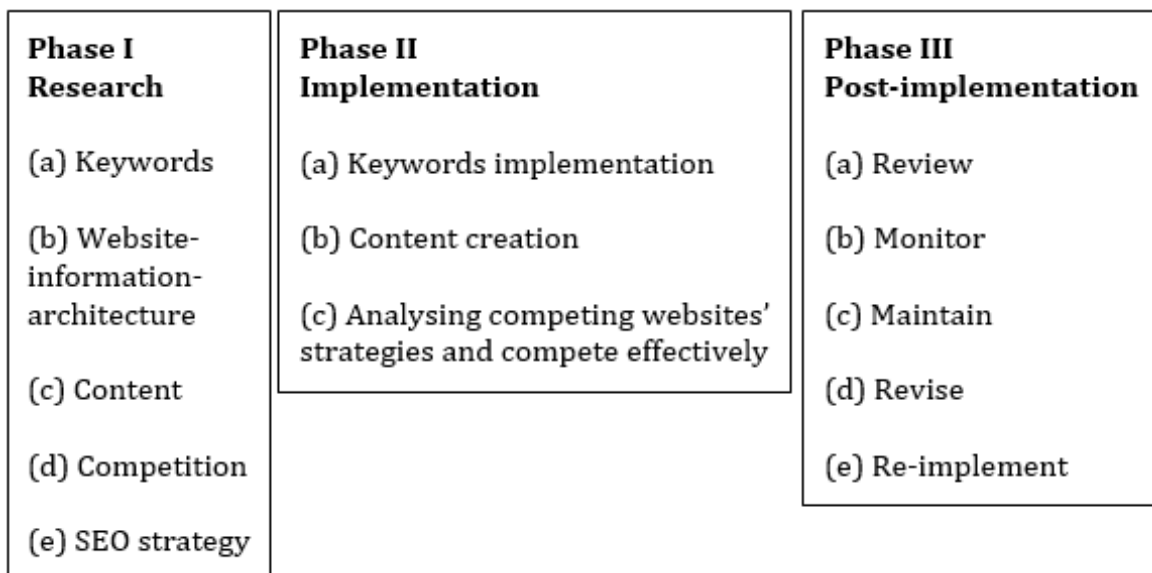 Phase I
Research
(a) Keywords
(b) Website-
information-
architecture
(c) Content
(d) Competition
(e) SEO strategy
Phase II
Implementation
(a) Keywords implementation
(b) Content creation
(c) Analysing competing websites’
strategies and compete effectively
Phase III
Post-implementation
(a) Review
(b) Monitor
(c) Maintain
(d) Revise
(e) Re-implement